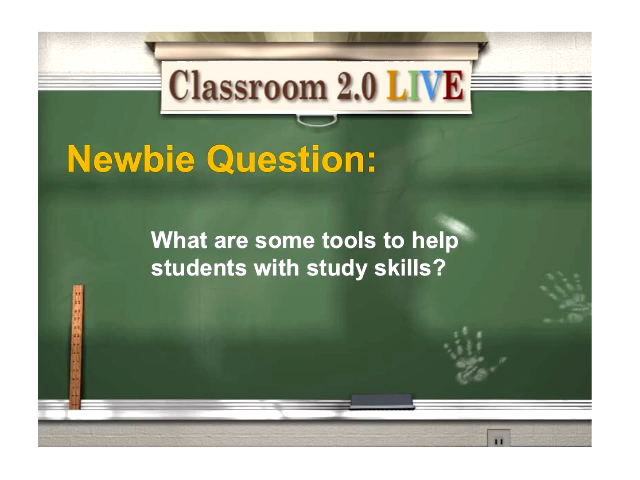 Classroom 2.0 LIVE
Newbie Question:
What are some tools to help
students with study skills?